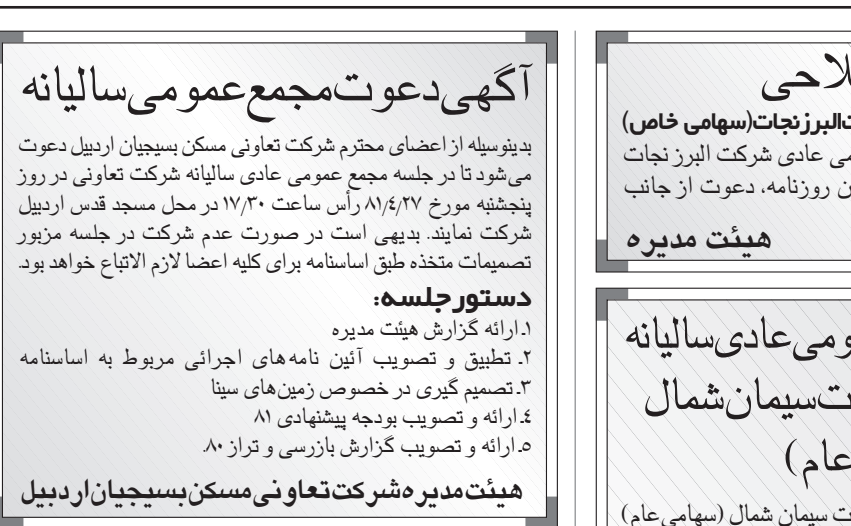 لاحی
ت‌البرز نجات(سهامی خاص)
می عادی شرکت البرز نجات
ن روزنامه، دعوت از جانب
هیئت مدیره
ومی عادی سالیانه
ت سیمان شمال
عام)
ت سیمان شمال (سهامی عام)
آگهی دعوت مجمع عمومی سالیانه
بدینوسیله از اعضای محترم شرکت تعاونی مسکن بسیجیان اردبیل دعوت
می‌شود تا در جلسه مجمع عمومی عادی سالیانه شرکت تعاونی در روز
پنجشنبه مورخ ۸۱/۴/۲۷ رأس ساعت ۱۷/۳۰ در محل مسجد قدس اردبیل
شرکت نمایند. بدیهی است در صورت عدم شرکت در جلسه مزبور
تصمیمات متخذه طبق اساسنامه برای کلیه اعضا لازم الاتباع خواهد بود.
دستور جلسه:
۱ـ ارائه گزارش هیئت مدیره
۲ـ تطبیق و تصویب آئین نامه‌های اجرائی مربوط به اساسنامه
۳ـ تصمیم گیری در خصوص زمین‌های سینا
۴ـ ارائه و تصویب بودجه پیشنهادی ۸۱
۵ـ ارائه و تصویب گزارش بازرسی و تراز ۸۰.
هیئت مدیره شرکت تعاونی مسکن بسیجیان اردبیل